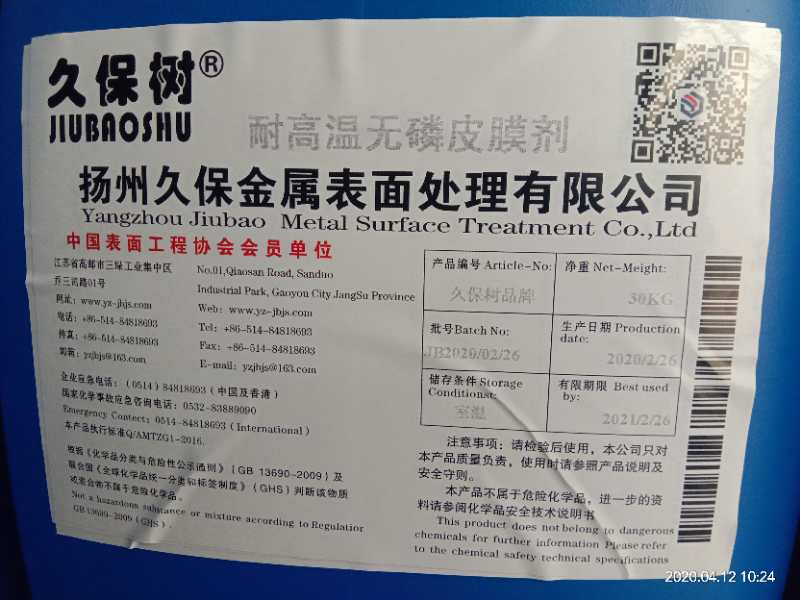 久保树®
JIUBAOSHU
耐高温无磷皮膜剂
扬州久保金属表面处理有限公司
Yangzhou Jiubao Metal Surface Treatment Co.,Ltd
中国表面工程协会会员单位
江苏省高邮市三垛工业集中区
乔三南路01号
网址: www.yz-jhjs.com
电话: +86-514-84818693
传真: +86-514-84818693
邮箱: yzjbjs@163.com
No.01,Qiaosan Road, Sanduo
Industrial Park, Gaoyou City JangSu Province
Web: www.yz-jbjs.com
Tel: +86-514-84818693
Fax: +86-514-84818693
E-mail: yzjbjs@163.com
企业应急电话:(0514)84818693(中国及香港)
国家化学事故应急咨询电话: 0532-83889090
Emergency Contect: 0514-84818693(International)
本产品执行标准Q/AMTZG1-2016.
根据《化学品分类与危险性公示通则》(GB 13690-2009)及
联合国《全球化学品统一分类和标签制度》(GHS)判断该物质
或混合物不属于危险化学品。
Not a hazardous substance or mixture according to Regulation
GB 13690-2009(GHS).
产品编号 Article-No:
久保树品牌
净重 Net-Meight:
30KG
批号Batch No:
JB2020/02/26
生产日期 Production
date:
2020/2/26
储存条件 Storage
Conditionst:
室温
有限期限 Best used
by:
2021/2/26
注意事项: 请检验后使用,本公司只对
本产品质量负责,使用时请参照产品说明及
安全守则。
本产品不属于危险化学品,进一步的资
料请参阅化学品安全技术说明书
This product does not belong to dangerous
chemicals for further information Please refer
to the chemical safety technical specifications
2020.04.12 10:24